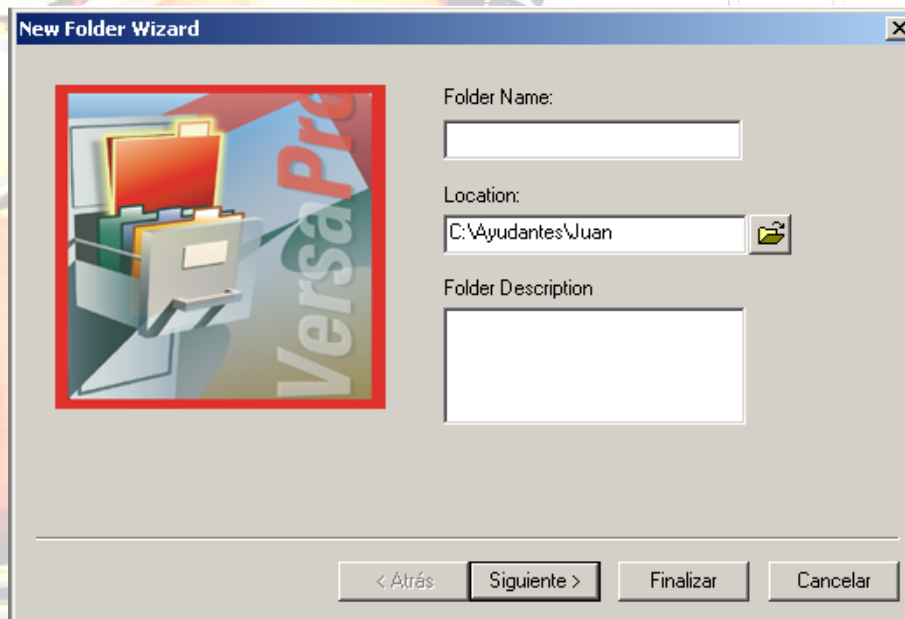 New Folder Wizard
VersaPro
Folder Name:
Location:
C:\Ayudantes\Juan
Folder Description
< Atrás
Siguiente >
Finalizar
Cancelar